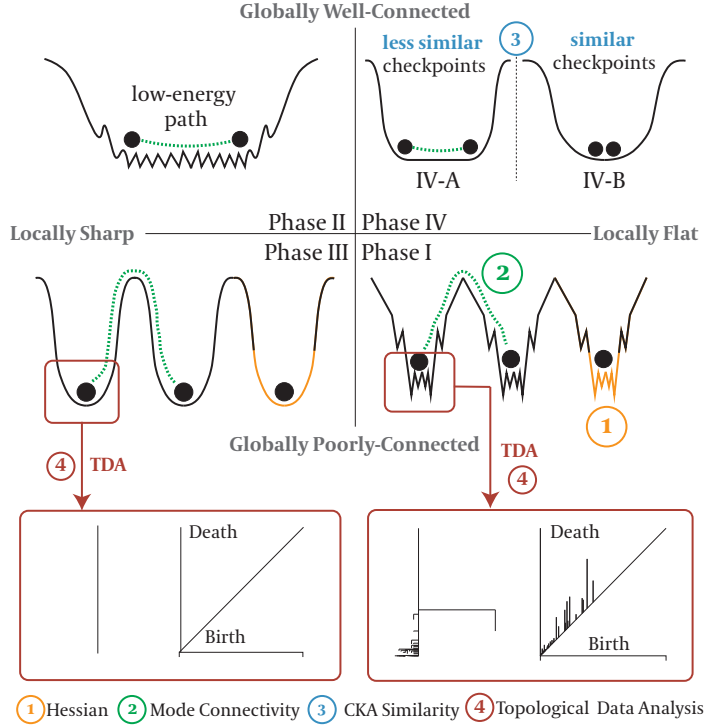 Globally Well-Connected
less similar
checkpoints
3
similar
checkpoints
low-energy
path
IV-A
IV-B
Phase II
Phase IV
Locally Sharp
Locally Flat
Phase III
Phase I
2
1
Globally Poorly-Connected
4 TDA
TDA
4
Death
Birth
Death
Birth
1 Hessian 2 Mode Connectivity 3 CKA Similarity 4 Topological Data Analysis